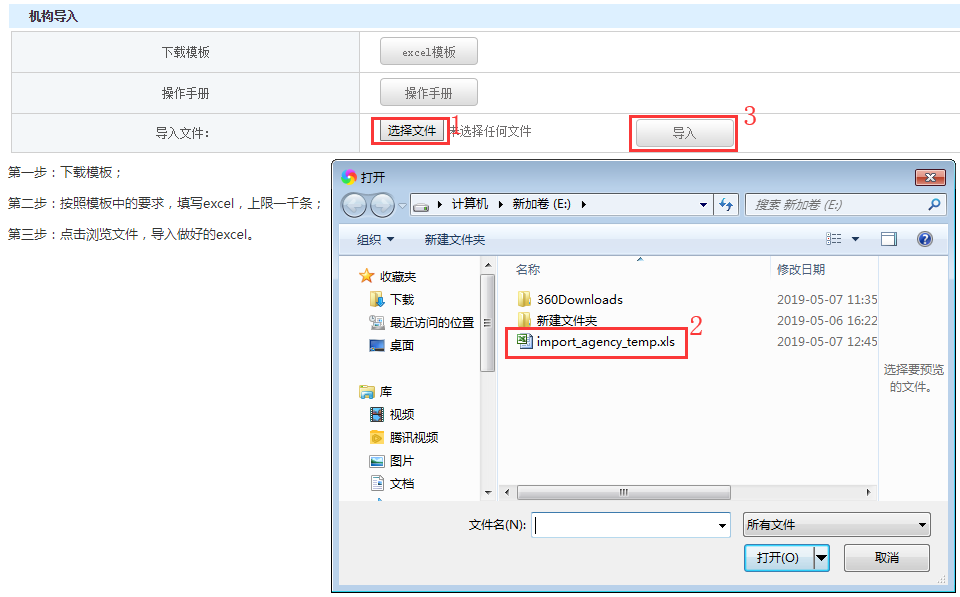 机构导入
下载模板 excel模板
操作手册 操作手册
导入文件: 选择文件 1 未选择任何文件 导入 3
第一步：下载模板；
第二步：按照模板中的要求，填写excel，上限一千条；
第三步：点击浏览文件，导入做好的excel。
打开
计算机 新加卷 (E:) 搜索 新加卷 (E:)
组织 新建文件夹
收藏夹
下载
最近访问的位置
桌面
库
视频
腾讯视频
图片
文档
名称 修改日期
360Downloads 2019-05-07 11:35
新建文件夹 2019-05-06 16:22
import_agency_temp.xls 2 2019-05-07 12:45
选择要预览
的文件。
文件名(N): 所有文件
打开(O) 取消